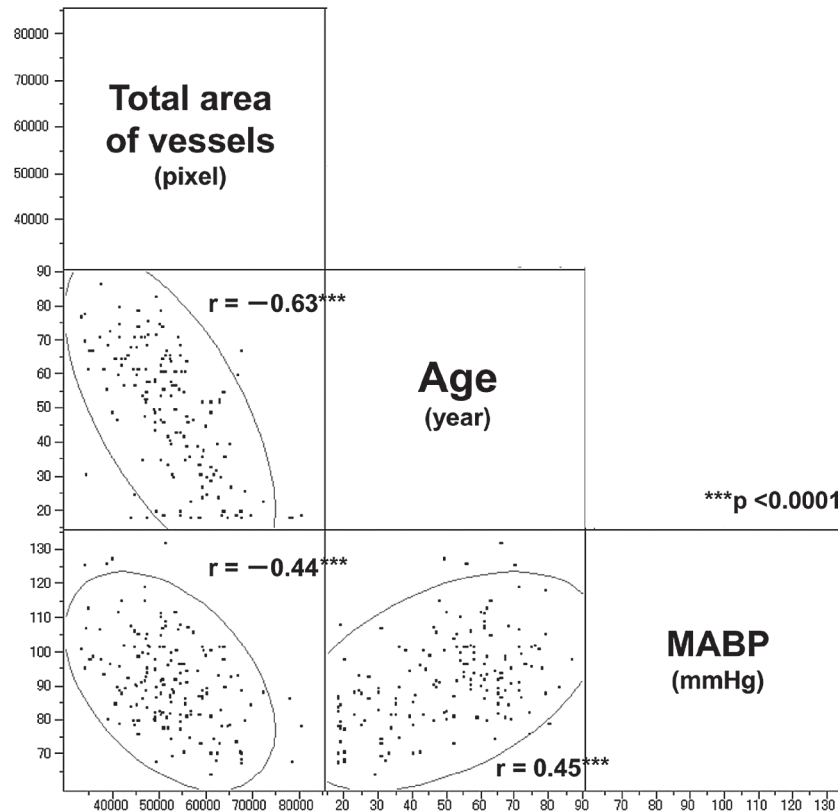 80000
70000
60000
50000
40000
Total area
of vessels
(pixel)
90
80
70
60
50
40
30
20
r = −0.63***
Age
(year)
***p <0.0001
130
120
110
100
90
80
70
r = −0.44***
r = 0.45***
MABP
(mmHg)
40000 50000 60000 70000 80000 20 30 40 50 60 70 80 90 70 80 90 100 110 120 130